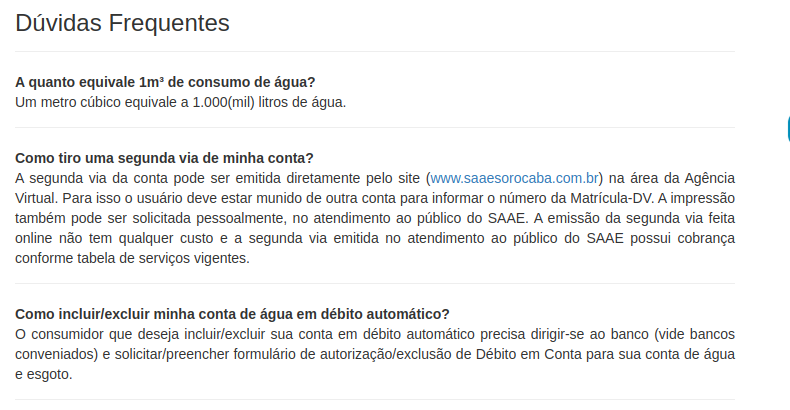 Dúvidas Frequentes
A quanto equivale 1m³ de consumo de água?
Um metro cúbico equivale a 1.000(mil) litros de água.
Como tiro uma segunda via de minha conta?
A segunda via da conta pode ser emitida diretamente pelo site (www.saaesorocaba.com.br) na área da Agência
Virtual. Para isso o usuário deve estar munido de outra conta para informar o número da Matrícula-DV. A impressão
também pode ser solicitada pessoalmente, no atendimento ao público do SAAE. A emissão da segunda via feita
online não tem qualquer custo e a segunda via emitida no atendimento ao público do SAAE possui cobrança
conforme tabela de serviços vigentes.
Como incluir/excluir minha conta de água em débito automático?
O consumidor que deseja incluir/excluir sua conta em débito automático precisa dirigir-se ao banco (vide bancos
conveniados) e solicitar/preencher formulário de autorização/exclusão de Débito em Conta para sua conta de água
e esgoto.